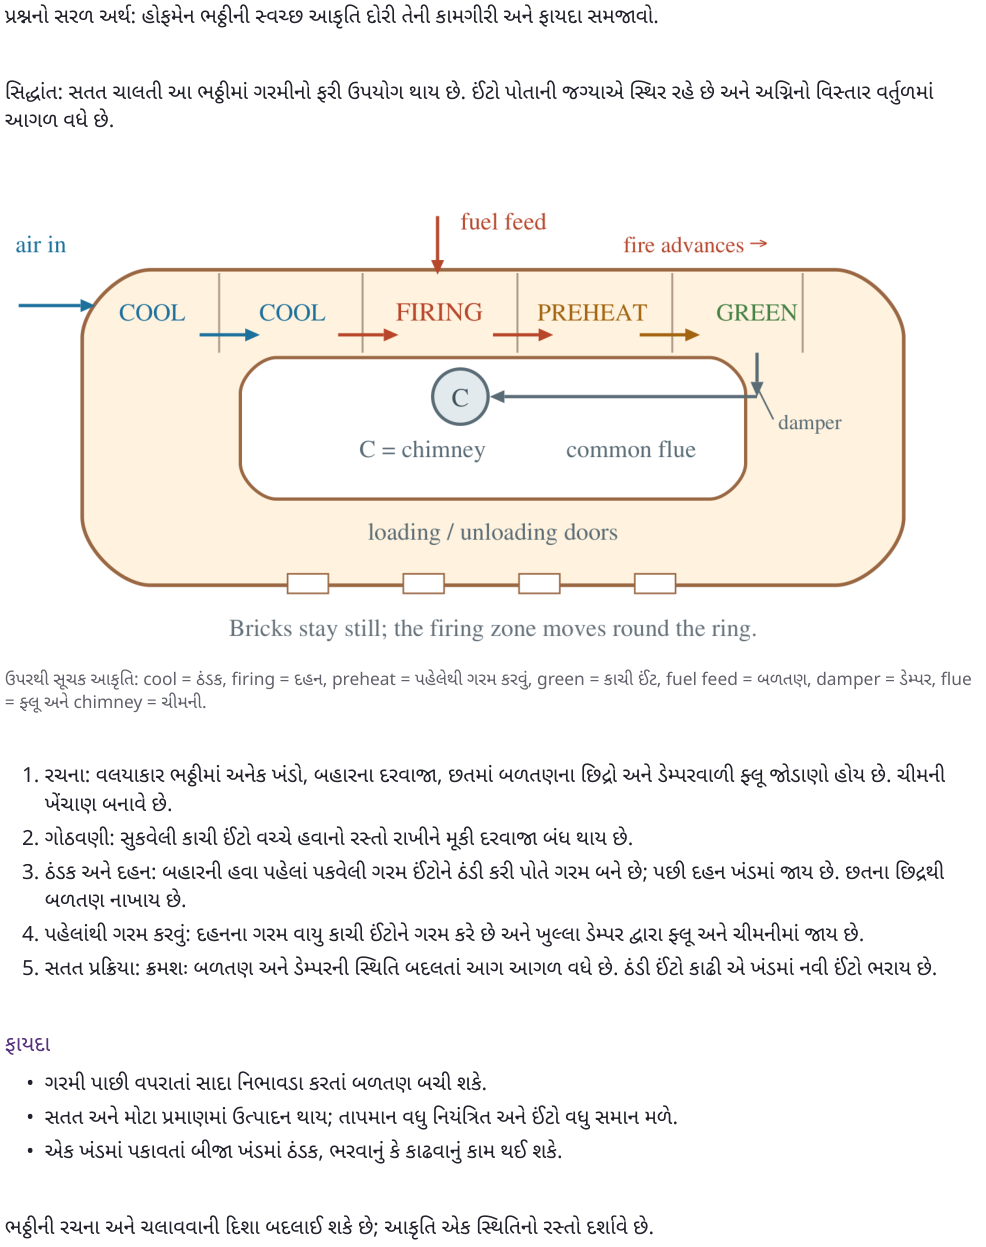 પ્રશ્નનો સરળ અર્થ: હોફમેન ભઠ્ઠીની સ્વચ્છ આકૃતિ દોરી તેની કામગીરી અને ફાયદા સમજાવો.
સિદ્ધાંત: સતત ચાલતી આ ભઠ્ઠીમાં ગરમીનો ફરી ઉપયોગ થાય છે. ઈંટો પોતાની જગ્યાએ સ્થિર રહે છે અને અગ્નિનો વિસ્તાર વર્તુળમાં
આગળ વધે છે.
fuel feed
air in
fire advances →
COOL COOL FIRING PREHEAT GREEN
C
damper
C = chimney common flue
loading / unloading doors
Bricks stay still; the firing zone moves round the ring.
ઉપરથી સૂચક આકૃતિ: cool = ઠંડક, firing = દહન, preheat = પહેલેથી ગરમ કરવું, green = કાચી ઈંટ, fuel feed = બળતણ, damper = ડેમ્પર, flue
= ફ્લૂ અને chimney = ચીમની.
1. રચના: વલયાકાર ભઠ્ઠીમાં અનેક ખંડો, બહારના દરવાજા, છતમાં બળતણના છિદ્રો અને ડેમ્પરવાળી ફ્લૂ જોડાણો હોય છે. ચીમની
ખેંચાણ બનાવે છે.
2. ગોઠવણી: સુકવેલી કાચી ઈંટો વચ્ચે હવાનો રસ્તો રાખીને મૂકી દરવાજા બંધ થાય છે.
3. ઠંડક અને દહન: બહારની હવા પહેલાં પકવેલી ગરમ ઈંટોને ઠંડી કરી પોતે ગરમ બને છે; પછી દહન ખંડમાં જાય છે. છતના છિદ્રથી
બળતણ નાખાય છે.
4. પહેલાંથી ગરમ કરવું: દહનના ગરમ વાયુ કાચી ઈંટોને ગરમ કરે છે અને ખુલ્લા ડેમ્પર દ્વારા ફ્લૂ અને ચીમનીમાં જાય છે.
5. સતત પ્રક્રિયા: ક્રમશઃ બળતણ અને ડેમ્પરની સ્થિતિ બદલતાં આગ આગળ વધે છે. ઠંડી ઈંટો કાઢી એ ખંડમાં નવી ઈંટો ભરાય છે.
ફાયદા
• ગરમી પાછી વપરાતાં સાદા નિભાવડા કરતાં બળતણ બચી શકે.
• સતત અને મોટા પ્રમાણમાં ઉત્પાદન થાય; તાપમાન વધુ નિયંત્રિત અને ઈંટો વધુ સમાન મળે.
• એક ખંડમાં પકાવતાં બીજા ખંડમાં ઠંડક, ભરવાનું કે કાઢવાનું કામ થઈ શકે.
ભઠ્ઠીની રચના અને ચલાવવાની દિશા બદલાઈ શકે છે; આકૃતિ એક સ્થિતિનો રસ્તો દર્શાવે છે.